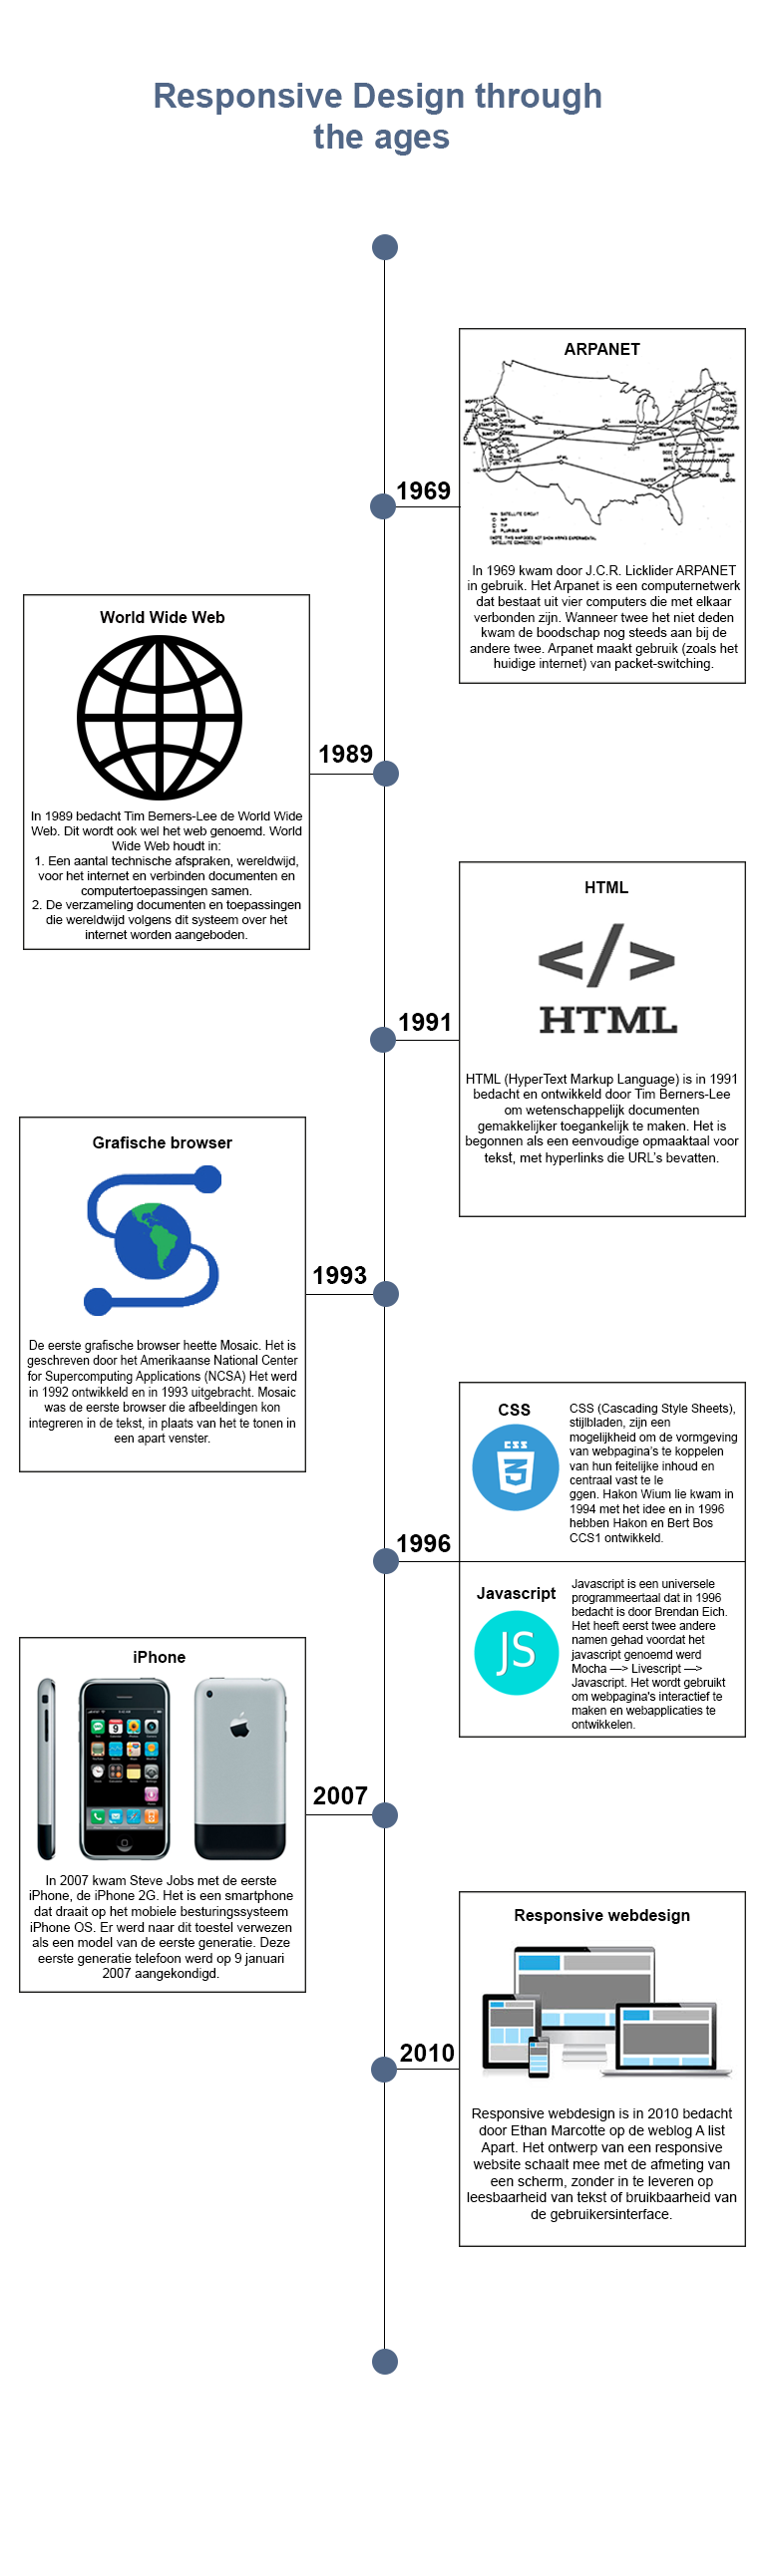 Responsive Design through
the ages
ARPANET
1969
In 1969 kwam door J.C.R. Licklider ARPANET
in gebruik. Het Arpanet is een computernetwerk
dat bestaat uit vier computers die met elkaar
verbonden zijn. Wanneer twee het niet deden
kwam de boodschap nog steeds aan bij de
andere twee. Arpanet maakt gebruik (zoals het
huidige internet) van packet-switching.
World Wide Web
1989
In 1989 bedacht Tim Berners-Lee de World Wide
Web. Dit wordt ook wel het web genoemd. World
Wide Web houdt in:
1. Een aantal technische afspraken, wereldwijd,
voor het internet en verbinden documenten en
computertoepassingen samen.
2. De verzameling documenten en toepassingen
die wereldwijd volgens dit systeem over het
internet worden aangeboden.
HTML
</>
HTML
1991
HTML (HyperText Markup Language) is in 1991
bedacht en ontwikkeld door Tim Berners-Lee
om wetenschappelijk documenten
gemakkelijker toegankelijk te maken. Het is
begonnen als een eenvoudige opmaaktaal voor
tekst, met hyperlinks die URL's bevatten.
Grafische browser
1993
De eerste grafische browser heette Mosaic. Het is
geschreven door het Amerikaanse National Center
for Supercomputing Applications (NCSA) Het werd
in 1992 ontwikkeld en in 1993 uitgebracht. Mosaic
was de eerste browser die afbeeldingen kon
integreren in de tekst, in plaats van het te tonen in
een apart venster.
CSS
CSS
CSS (Cascading Style Sheets),
stijlbladen, zijn een
mogelijkheid om de vormgeving
van webpagina's te koppelen
van hun feitelijke inhoud en
centraal vast te le
ggen. Hakon Wium lie kwam in
1994 met het idee en in 1996
hebben Hakon en Bert Bos
CCS1 ontwikkeld.
1996
Javascript
JS
Javascript is een universele
programmeertaal dat in 1996
bedacht is door Brendan Eich.
Het heeft eerst twee andere
namen gehad voordat het
javascript genoemd werd
Mocha —> Livescript —>
Javascript. Het wordt gebruikt
om webpagina's interactief te
maken en webapplicaties te
ontwikkelen.
iPhone
2007
In 2007 kwam Steve Jobs met de eerste
iPhone, de iPhone 2G. Het is een smartphone
dat draait op het mobiele besturingssysteem
iPhone OS. Er werd naar dit toestel verwezen
als een model van de eerste generatie. Deze
eerste generatie telefoon werd op 9 januari
2007 aangekondigd.
Responsive webdesign
2010
Responsive webdesign is in 2010 bedacht
door Ethan Marcotte op de weblog A list
Apart. Het ontwerp van een responsive
website schaalt mee met de afmeting van
een scherm, zonder in te leveren op
leesbaarheid van tekst of bruikbaarheid van
de gebruikersinterface.